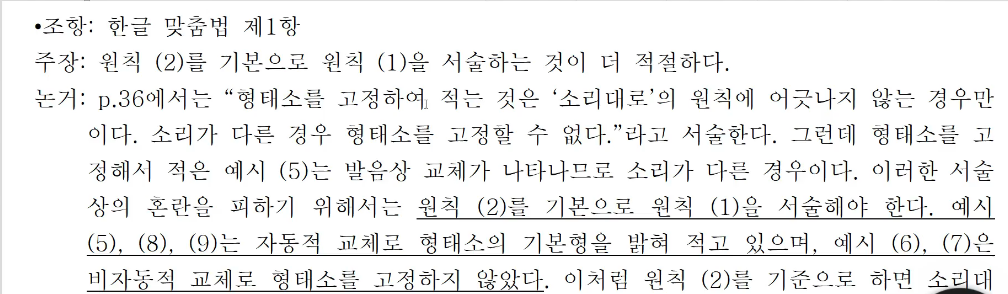 •조항: 한글 맞춤법 제1항
주장: 원칙 (2)를 기본으로 원칙 (1)을 서술하는 것이 더 적절하다.
논거: p.36에서는 “형태소를 고정하여 적는 것은 ‘소리대로’의 원칙에 어긋나지 않는 경우만
이다. 소리가 다른 경우 형태소를 고정할 수 없다.”라고 서술한다. 그런데 형태소를 고
정해서 적은 예시 (5)는 발음상 교체가 나타나므로 소리가 다른 경우이다. 이러한 서술
상의 혼란을 피하기 위해서는 원칙 (2)를 기본으로 원칙 (1)을 서술해야 한다. 예시
(5), (8), (9)는 자동적 교체로 형태소의 기본형을 밝혀 적고 있으며, 예시 (6), (7)은
비자동적 교체로 형태소를 고정하지 않았다. 이처럼 원칙 (2)를 기준으로 하면 소리대